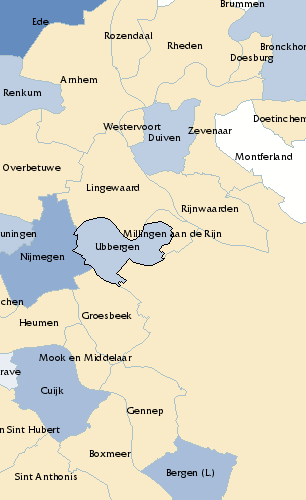 Brummen
Ede
Rozendaal
Rheden
Bronckhor
Doesburg
Arnhem
Renkum
Doetinchem
Westervoort
Zevenaar
Duiven
Montferland
Overbetuwe
Lingewaard
Rijnwaarden
uningen
Millingen aan de Rijn
Ubbergen
Nijmegen
chen
Groesbeek
Heumen
Mook en Middelaar
rave
Cuijk
Gennep
n Sint Hubert
Boxmeer
Bergen (L)
Sint Anthonis